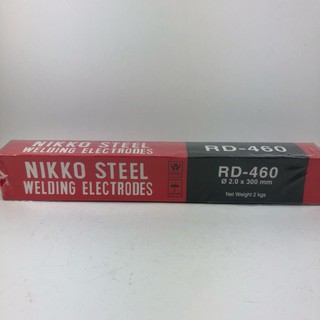 NIKKO STEEL
WELDING ELECTRODES
RD-460
NIKKO STEEL
WELDING ELECTRODES
RD-460
Ø 2.0 x 300 mm
Net Weight 2 kgs